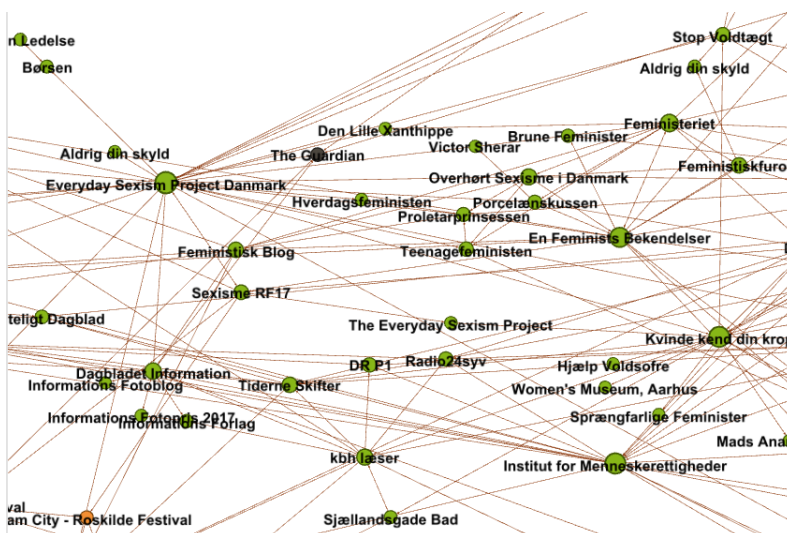 n Ledelse
Stop Voldtægt
Børsen
Aldrig din skyld
Den Lille Xanthippe
Feministeriet
Brune Feminister
Victor Sherar
Aldrig din skyld
The Guardian
Feministiskfuro
Everyday Sexism Project Danmark
Overhørt Sexisme i Danmark
Hverdagsfeministen
Porcelænskussen
Proletarprinsessen
En Feminists Bekendelser
Feministisk Blog
Teenagefeministen
Sexisme RF17
teligt Dagblad
The Everyday Sexism Project
Kvinde kend din krop
DR P1
Radio24syv
Hjælp Voldsofre
Dagbladet Information
Informations Fotoblog
Tiderne Skifter
Women's Museum, Aarhus
Informations Fotopris 2017
Informations Forlag
Sprængfarlige Feminister
Mads Ana
kbh læser
Institut for Menneskerettigheder
val
am City - Roskilde Festival
Sjællandsgade Bad